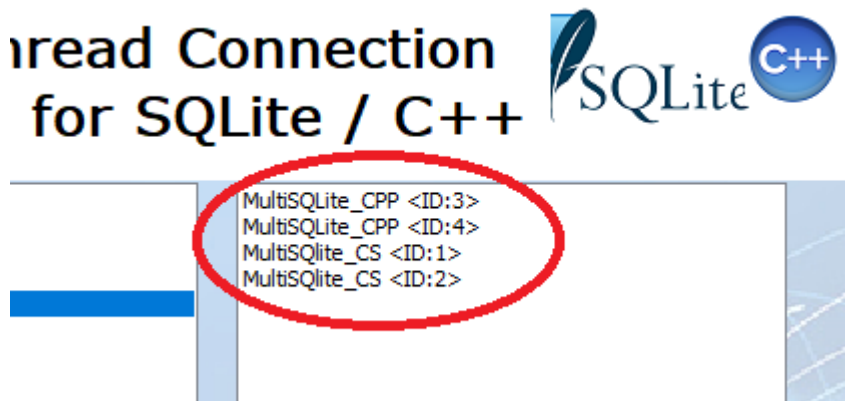 hread Connection
for SQLite / C++
SQLite
C++
MultiSQLite_CPP <ID:3>
MultiSQLite_CPP <ID:4>
MultiSQlite_CS <ID:1>
MultiSQlite_CS <ID:2>